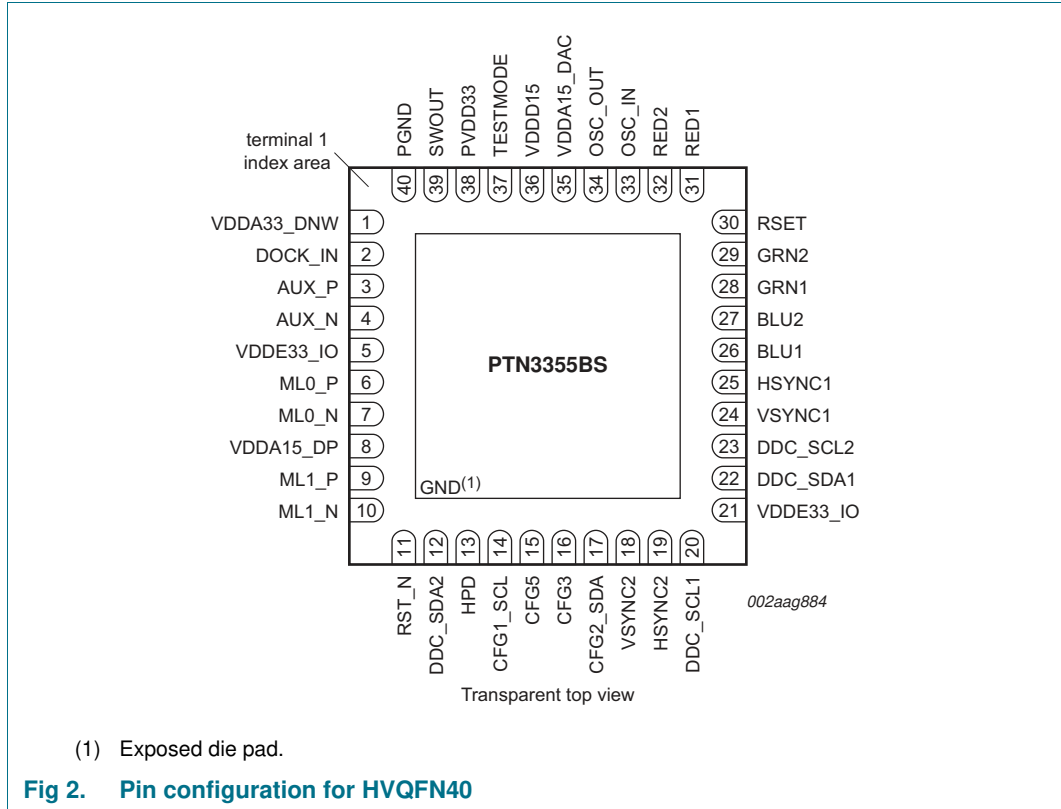 PGND
SWOUT
PVDD33
TESTMODE
VDDD15
VDDA15_DAC
OSC_OUT
OSC_IN
RED2
RED1
terminal 1
index area
40
39
38
37
36
35
34
33
32
31
VDDA33_DNW 1
DOCK_IN 2
AUX_P 3
AUX_N 4
VDDE33_IO 5
ML0_P 6
ML0_N 7
VDDA15_DP 8
ML1_P 9
ML1_N 10
PTN3355BS
GND(1)
30 RSET
29 GRN2
28 GRN1
27 BLU2
26 BLU1
25 HSYNC1
24 VSYNC1
23 DDC_SCL2
22 DDC_SDA1
21 VDDE33_IO
11
12
13
14
15
16
17
18
19
20
RST_N
DDC_SDA2
HPD
CFG1_SCL
CFG5
CFG3
CFG2_SDA
VSYNC2
HSYNC2
DDC_SCL1
002aag884
Transparent top view
(1) Exposed die pad.
Fig 2. Pin configuration for HVQFN40